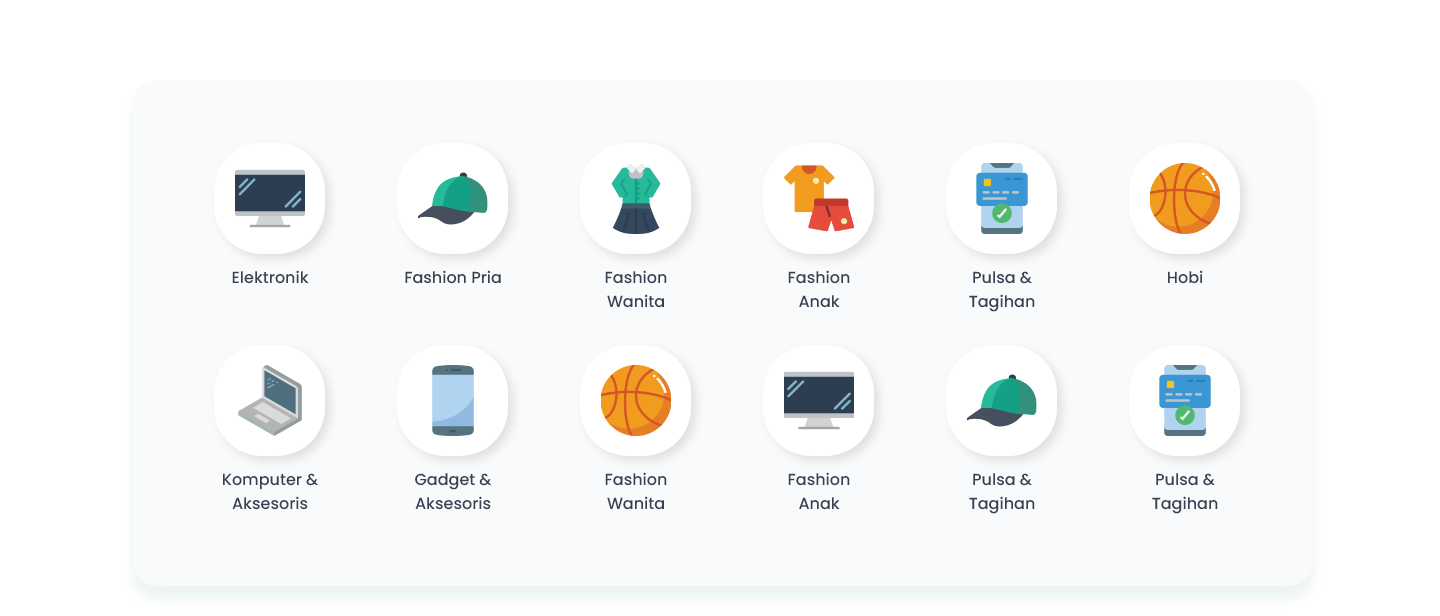 Elektronik
Fashion Pria
Fashion
Wanita
Fashion
Anak
Pulsa &
Tagihan
Hobi
Komputer &
Aksesoris
Gadget &
Aksesoris
Fashion
Wanita
Fashion
Anak
Pulsa &
Tagihan
Pulsa &
Tagihan